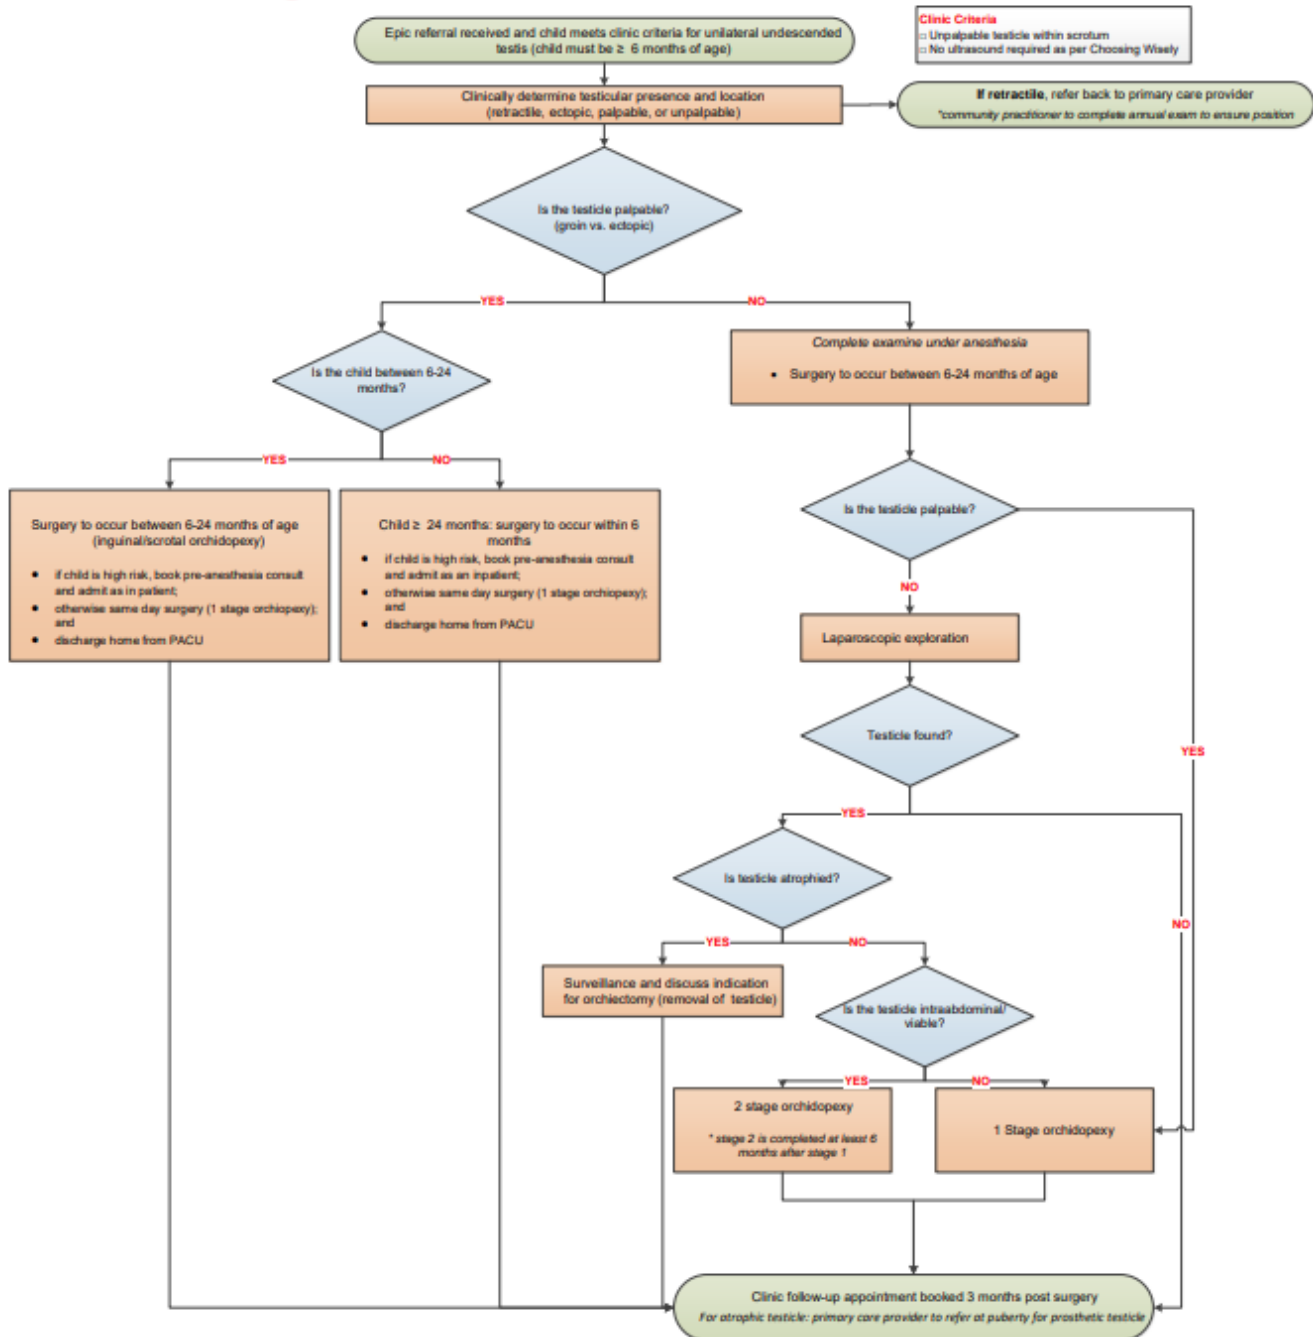 Epic referral received and child meets clinic criteria for unilateral undescended
testis (child must be ≥ 6 months of age)
Clinic Criteria
□ Unpalpable testicle within scrotum
□ No ultrasound required as per Choosing Wisely
Clinically determine testicular presence and location
(retractile, ectopic, palpable, or unpalpable)
If retractile, refer back to primary care provider
*community practitioner to complete annual exam to ensure position
Is the testicle palpable?
(groin vs. ectopic)
YES
NO
Is the child between 6-24
months?
Complete examine under anesthesia
• Surgery to occur between 6-24 months of age
YES
NO
Surgery to occur between 6-24 months of age
(inguinal/scrotal orchidopexy)
• if child is high risk, book pre-anesthesia consult
and admit as in patient;
• otherwise same day surgery (1 stage orchiopexy);
and
• discharge home from PACU
Child ≥ 24 months: surgery to occur within 6
months
• if child is high risk, book pre-anesthesia consult
and admit as an inpatient;
• otherwise same day surgery (1 stage orchiopexy);
and
• discharge home from PACU
Is the testicle palpable?
NO
YES
Laparoscopic exploration
Testicle found?
YES
NO
Is testicle atrophied?
YES
NO
Surveillance and discuss indication
for orchiectomy (removal of testicle)
Is the testicle intraabdominal/
viable?
YES
NO
2 stage orchidopexy
* stage 2 is completed at least 6
months after stage 1
1 Stage orchidopexy
Clinic follow-up appointment booked 3 months post surgery
For atrophic testicle: primary care provider to refer at puberty for prosthetic testicle